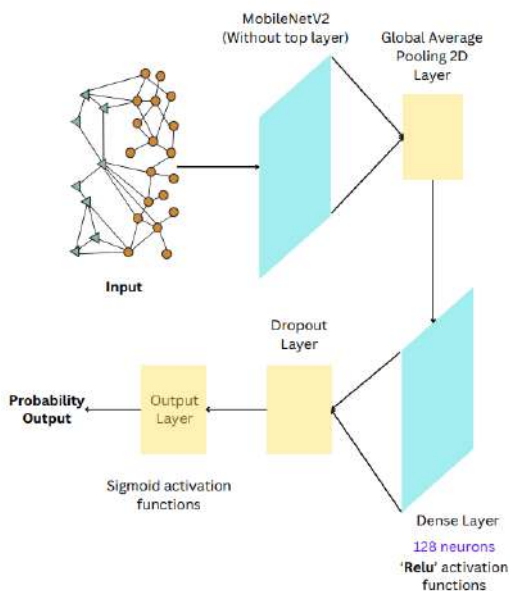 MobileNetV2
(Without top layer)
Global Average
Pooling 2D
Layer
Input
Dropout
Layer
Probability
Output
Output
Layer
Sigmoid activation
functions
Dense Layer
128 neurons
'Relu' activation
functions